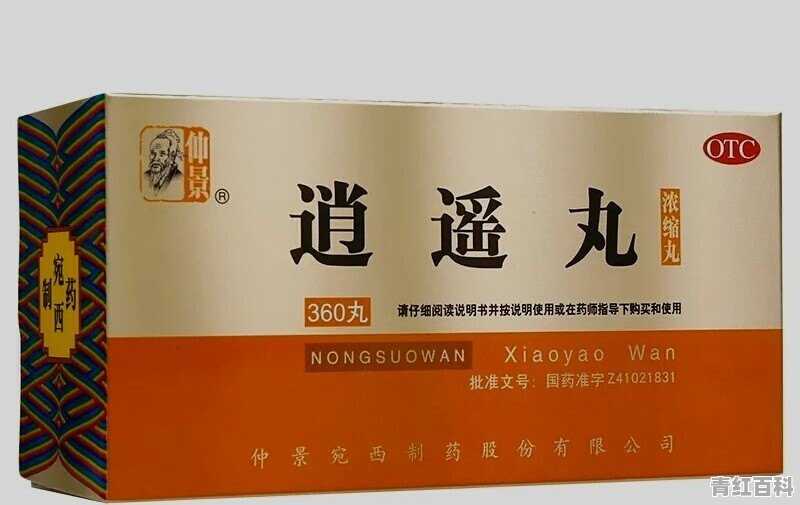 仲景
®
OTC
逍遥丸
浓缩丸
360丸
请仔细阅读说明书并按说明使用或在药师指导下购买和使用
NONGSUOWAN
Xiaoyao Wan
批准文号：国药准字Z41021831
仲景宛西制药股份有限公司
宛西
制药
青红百科